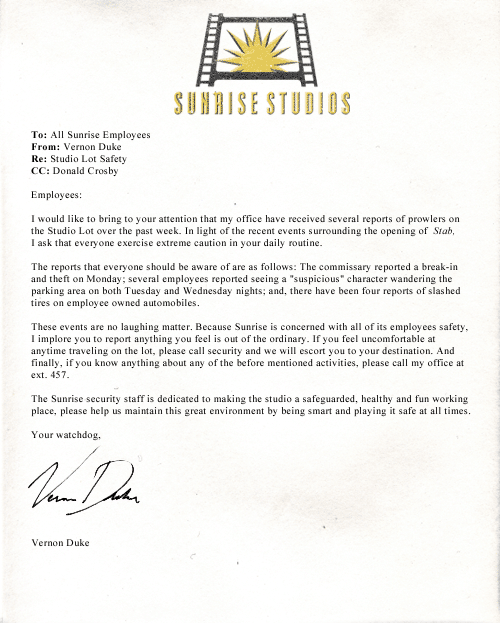 SUNRISE STUDIOS
To: All Sunrise Employees
From: Vernon Duke
Re: Studio Lot Safety
CC: Donald Crosby
Employees:
I would like to bring to your attention that my office have received several reports of prowlers on
the Studio Lot over the past week. In light of the recent events surrounding the opening of Stab,
I ask that everyone exercise extreme caution in your daily routine.
The reports that everyone should be aware of are as follows: The commissary reported a break-in
and theft on Monday; several employees reported seeing a "suspicious" character wandering the
parking area on both Tuesday and Wednesday nights; and, there have been four reports of slashed
tires on employee owned automobiles.
These events are no laughing matter. Because Sunrise is concerned with all of its employees safety,
I implore you to report anything you feel is out of the ordinary. If you feel uncomfortable at
anytime traveling on the lot, please call security and we will escort you to your destination. And
finally, if you know anything about any of the before mentioned activities, please call my office at
ext. 457.
The Sunrise security staff is dedicated to making the studio a safeguarded, healthy and fun working
place, please help us maintain this great environment by being smart and playing it safe at all times.
Your watchdog,
Vernon Duke
Vernon Duke